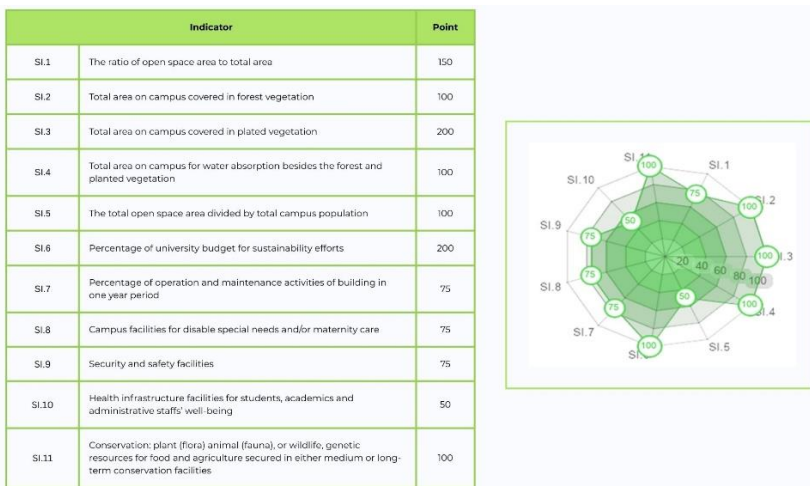 Indicator Point
SI.1 The ratio of open space area to total area 150
SI.2 Total area on campus covered in forest vegetation 100
SI.3 Total area on campus covered in plated vegetation 200
SI.4 Total area on campus for water absorption besides the forest and
planted vegetation 100
SI.5 The total open space area divided by total campus population 100
SI.6 Percentage of university budget for sustainability efforts 200
SI.7 Percentage of operation and maintenance activities of building in
one year period 75
SI.8 Campus facilities for disable special needs and/or maternity care 75
SI.9 Security and safety facilities 75
SI.10 Health infrastructure facilities for students, academics and
administrative staffs' well-being 50
SI.11 Conservation: plant (flora) animal (fauna), or wildlife, genetic
resources for food and agriculture secured in either medium or long-
term conservation facilities 100
100 SI.1
SI.10 75 100
SI.9 50
75 100
20 40 60 80 100
SI.8 75 50 100
SI.7 75 SI.5
100